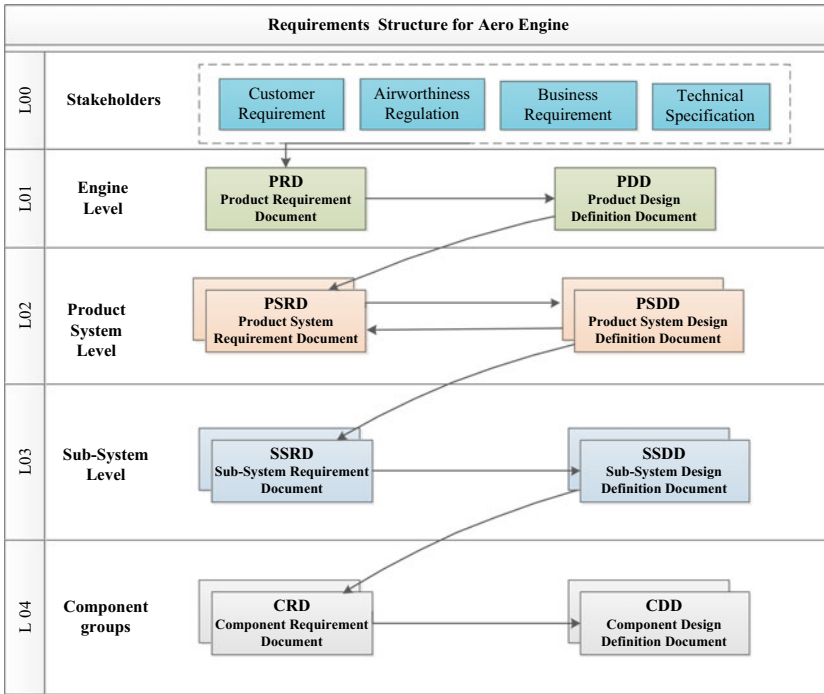 Requirements Structure for Aero Engine
L00
Stakeholders
Customer
Requirement
Airworthiness
Regulation
Business
Requirement
Technical
Specification
L01
Engine
Level
PRD
Product Requirement
Document
PDD
Product Design
Definition Document
L02
Product
System
Level
PSRD
Product System
Requirement Document
PSDD
Product System Design
Definition Document
L03
Sub-System
Level
SSRD
Sub-System Requirement
Document
SSDD
Sub-System Design
Definition Document
L 04
Component
groups
CRD
Component Requirement
Document
CDD
Component Design
Definition Document